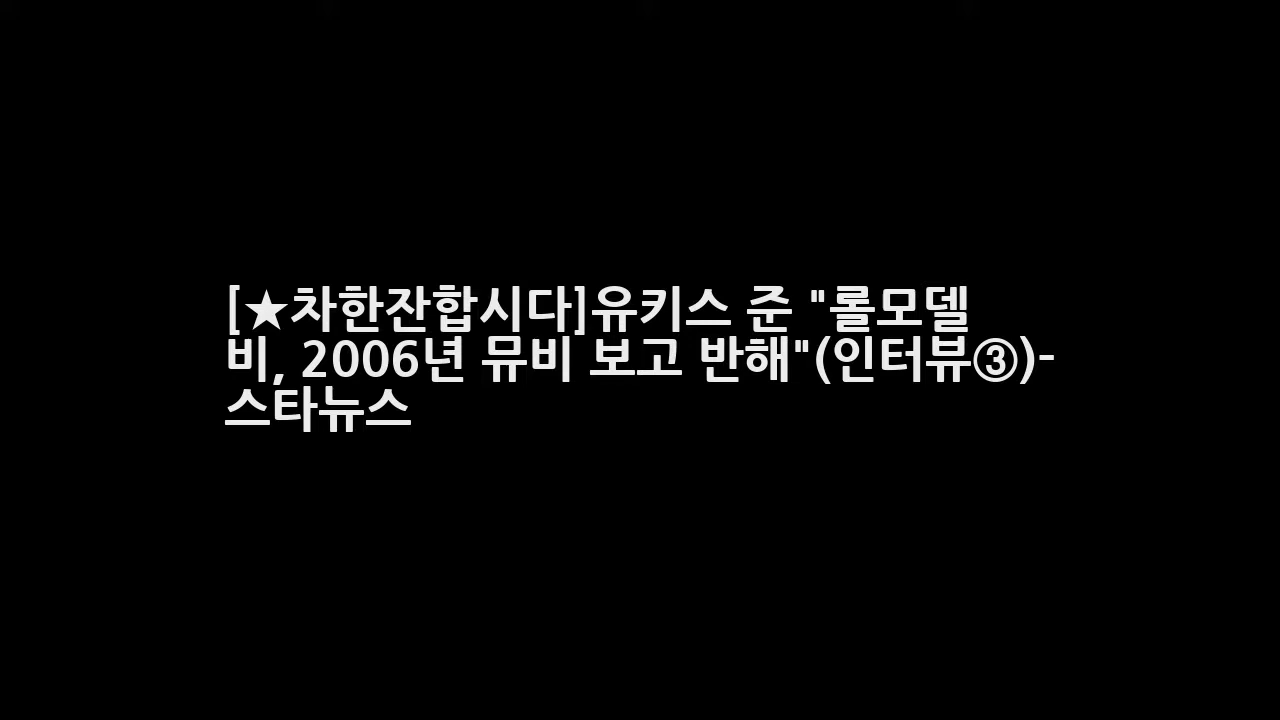 [★차한잔합시다]유키스 준 "롤모델
비, 2006년 뮤비 보고 반해"(인터뷰③)-
스타뉴스